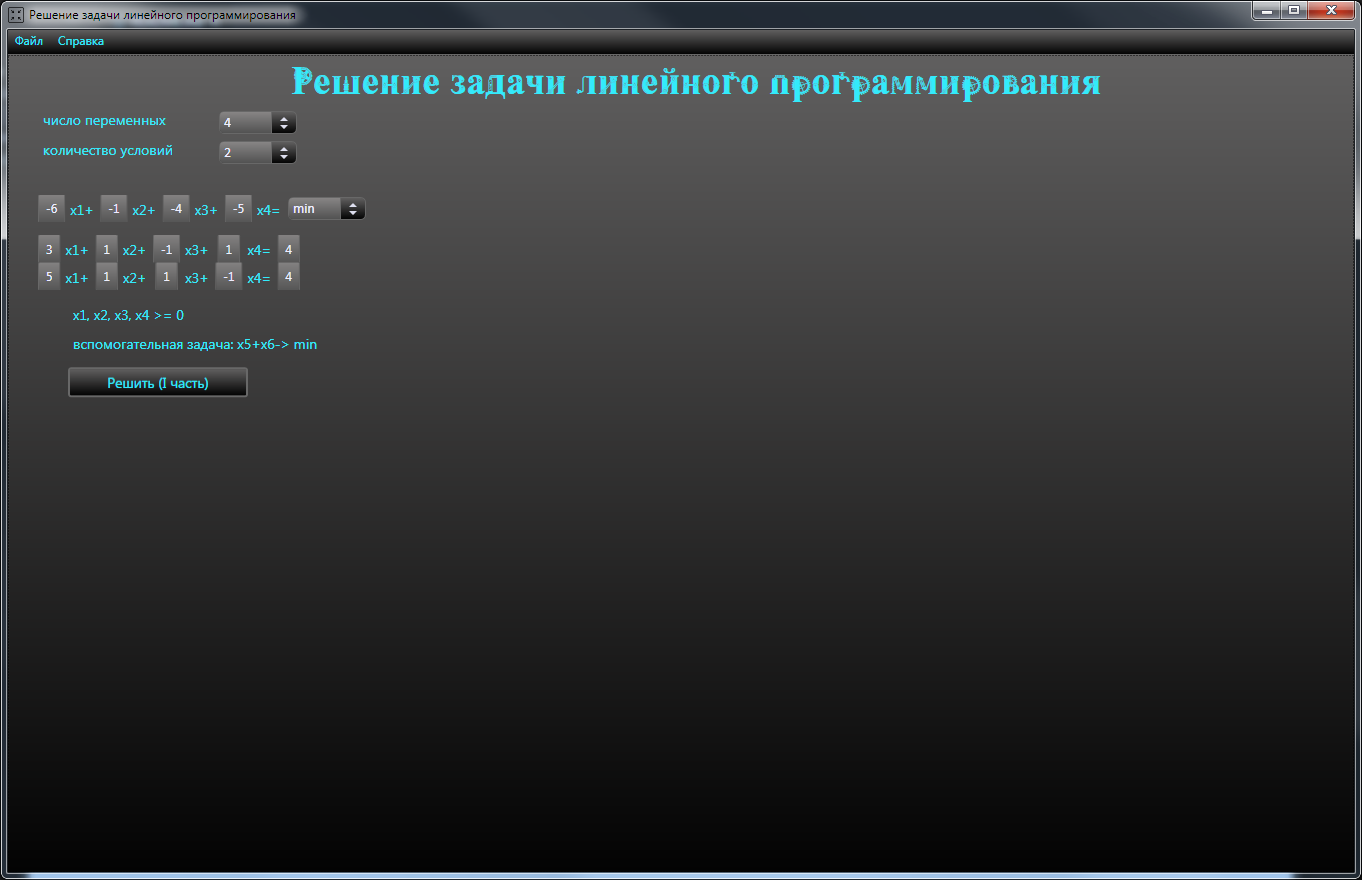 Решение задачи линейного программирования
Файл Справка
Решение задачи линейного программирования
число переменных 4
количество условий 2
-6 x1+ -1 x2+ -4 x3+ -5 x4= min
3 x1+ 1 x2+ -1 x3+ 1 x4= 4
5 x1+ 1 x2+ 1 x3+ -1 x4= 4
x1, x2, x3, x4 >= 0
вспомогательная задача: x5+x6-> min
Решить (I часть)